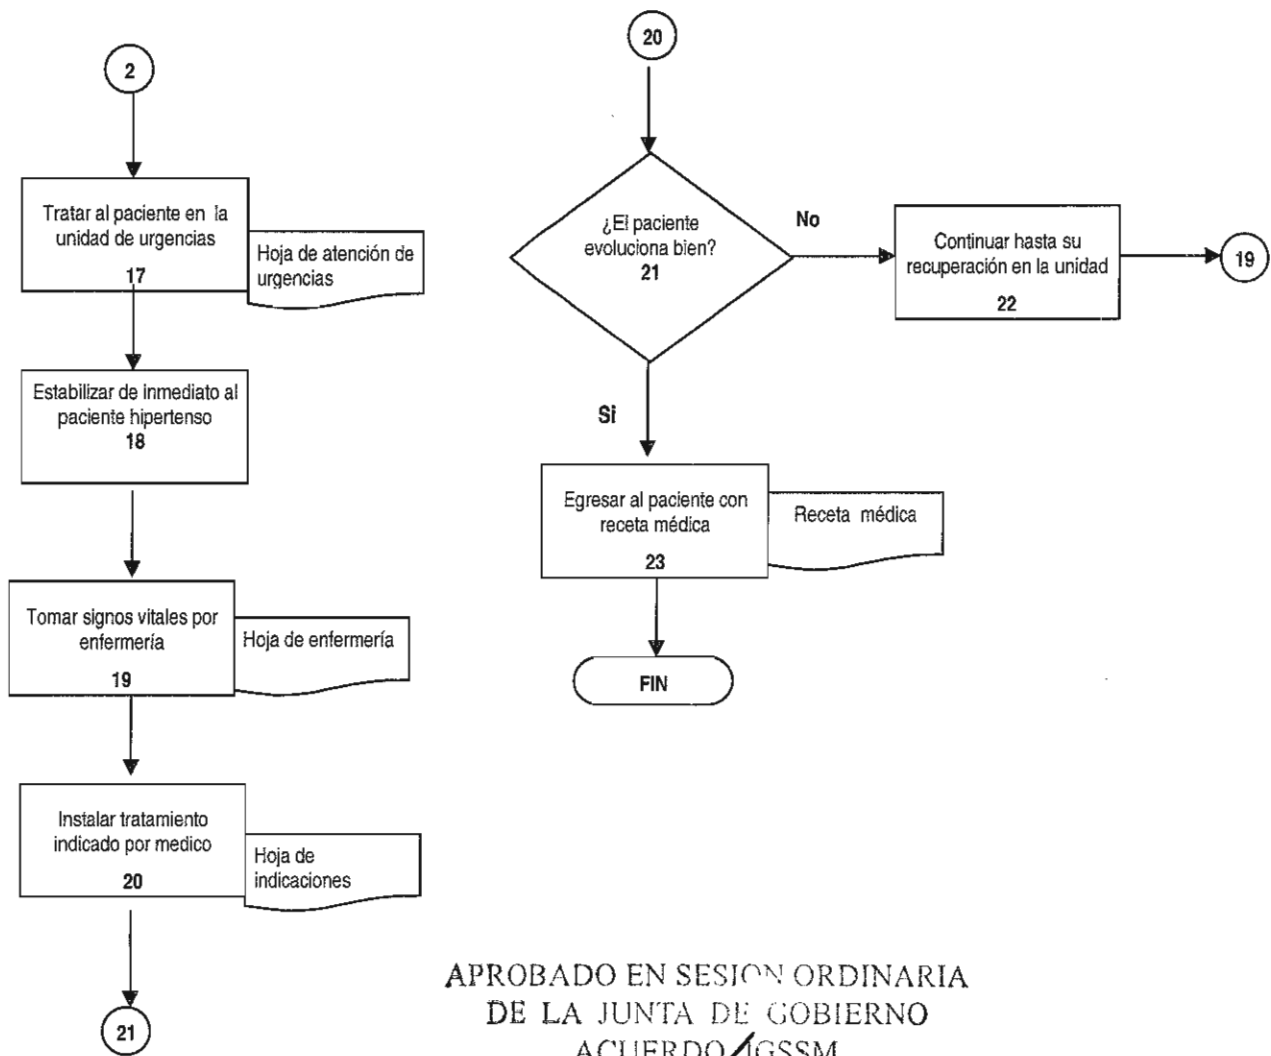 2
Tratar al paciente en la
unidad de urgencias
17
Hoja de atención de
urgencias
Estabilizar de inmediato al
paciente hipertenso
18
Tomar signos vitales por
enfermería
19
Hoja de enfermería
Instalar tratamiento
indicado por medico
20
Hoja de
indicaciones
21
20
¿El paciente
evoluciona bien?
21
No
Continuar hasta su
recuperación en la unidad
22
19
Si
Egresar al paciente con
receta médica
23
Receta médica
FIN
APROBADO EN SESION ORDINARIA
DE LA JUNTA DE GOBIERNO
ACUERDO